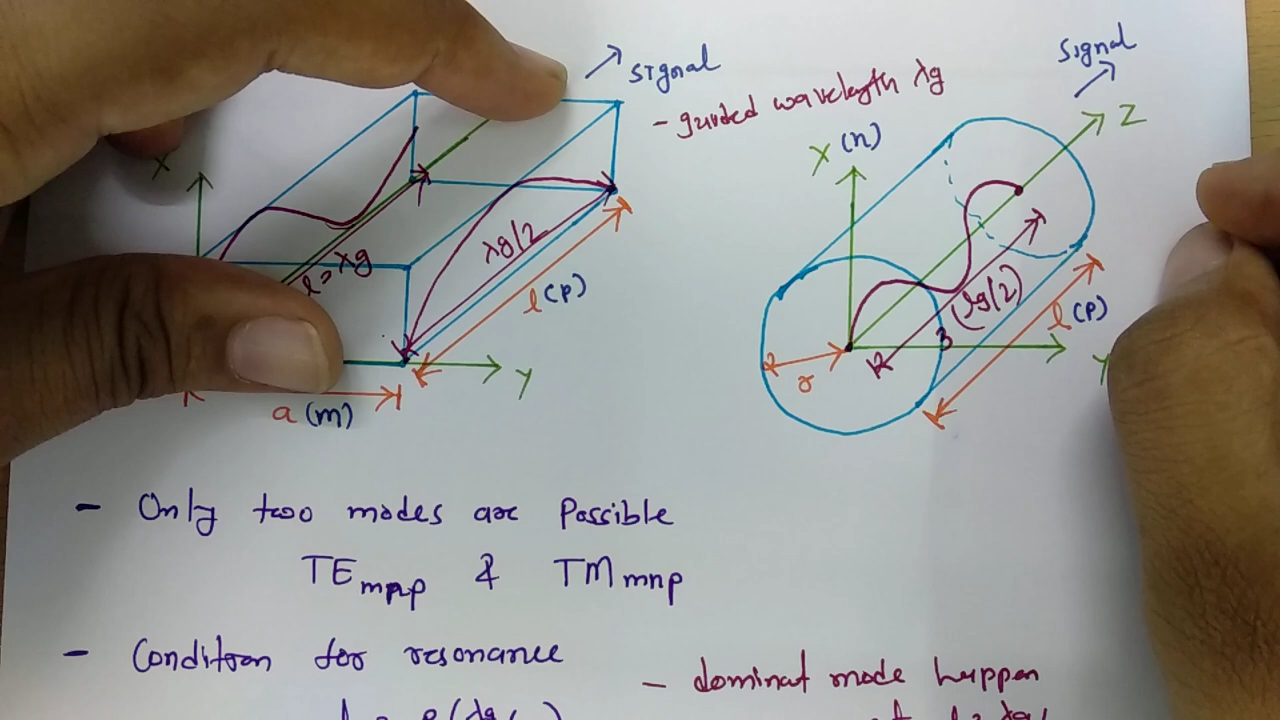 signal
- guided wavelength λg
signal
X
X (n)
Z
l = λg
λg/2
l (P)
(λg/2)
l (P)
r
Y
Y
a (m)
- Only two modes are Possible
TEmnp & TMmnp
- Condition for resonance
- dominat mode happen